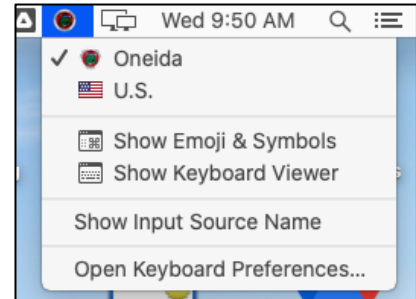 Wed 9:50 AM
✓ Oneida
U.S.
Show Emoji & Symbols
Show Keyboard Viewer
Show Input Source Name
Open Keyboard Preferences...